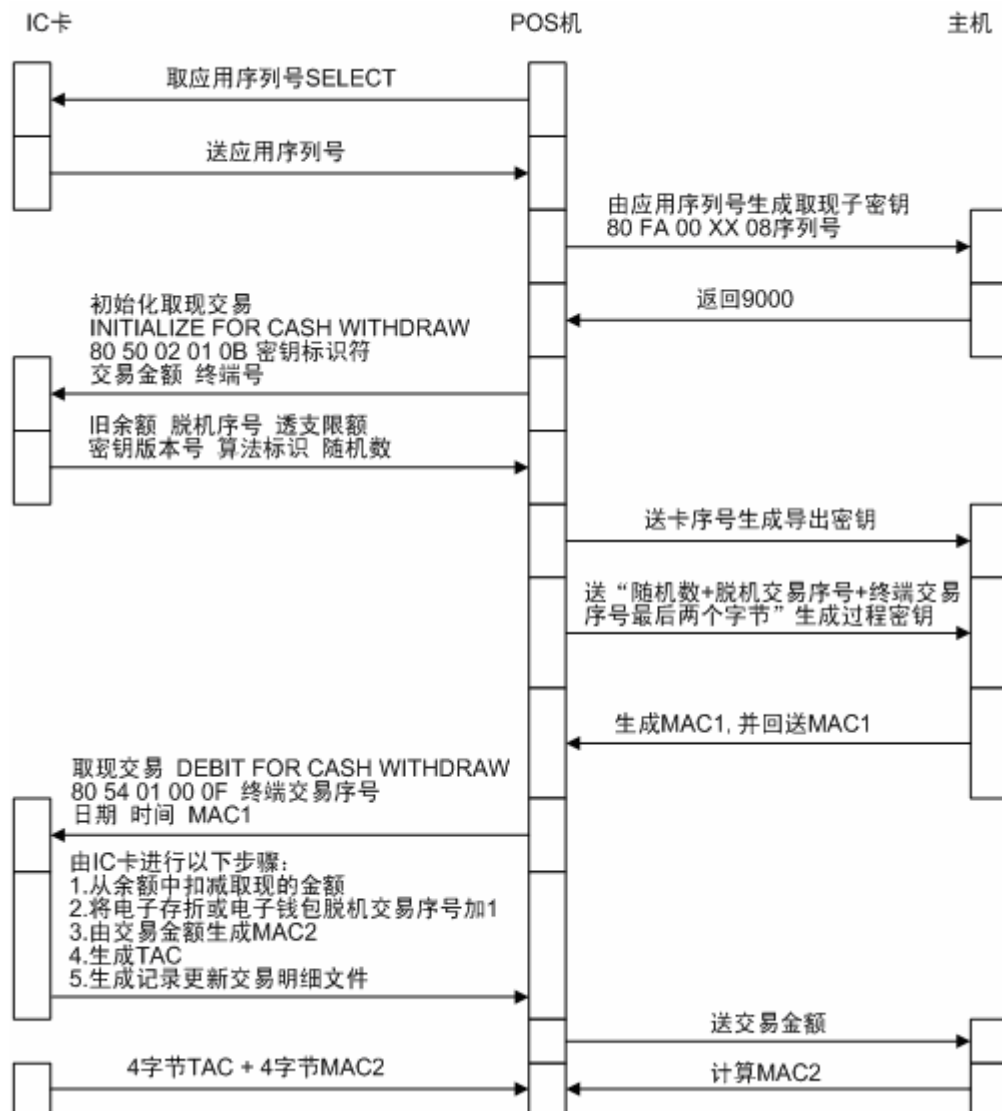 IC卡
POS机
主机
取应用序列号SELECT
送应用序列号
由应用序列号生成取现子密钥
80 FA 00 XX 08序列号
返回9000
初始化取现交易
INITIALIZE FOR CASH WITHDRAW
80 50 02 01 0B 密钥标识符
交易金额 终端号
旧余额 脱机序号 透支限额
密钥版本号 算法标识 随机数
送卡序号生成导出密钥
送“随机数+脱机交易序号+终端交易
序号最后两个字节”生成过程密钥
生成MAC1, 并回送MAC1
取现交易 DEBIT FOR CASH WITHDRAW
80 54 01 00 0F 终端交易序号
日期 时间 MAC1
由IC卡进行以下步骤：
1.从余额中扣减取现的金额
2.将电子存折或电子钱包脱机交易序号加1
3.由交易金额生成MAC2
4.生成TAC
5.生成记录更新交易明细文件
送交易金额
4字节TAC + 4字节MAC2
计算MAC2